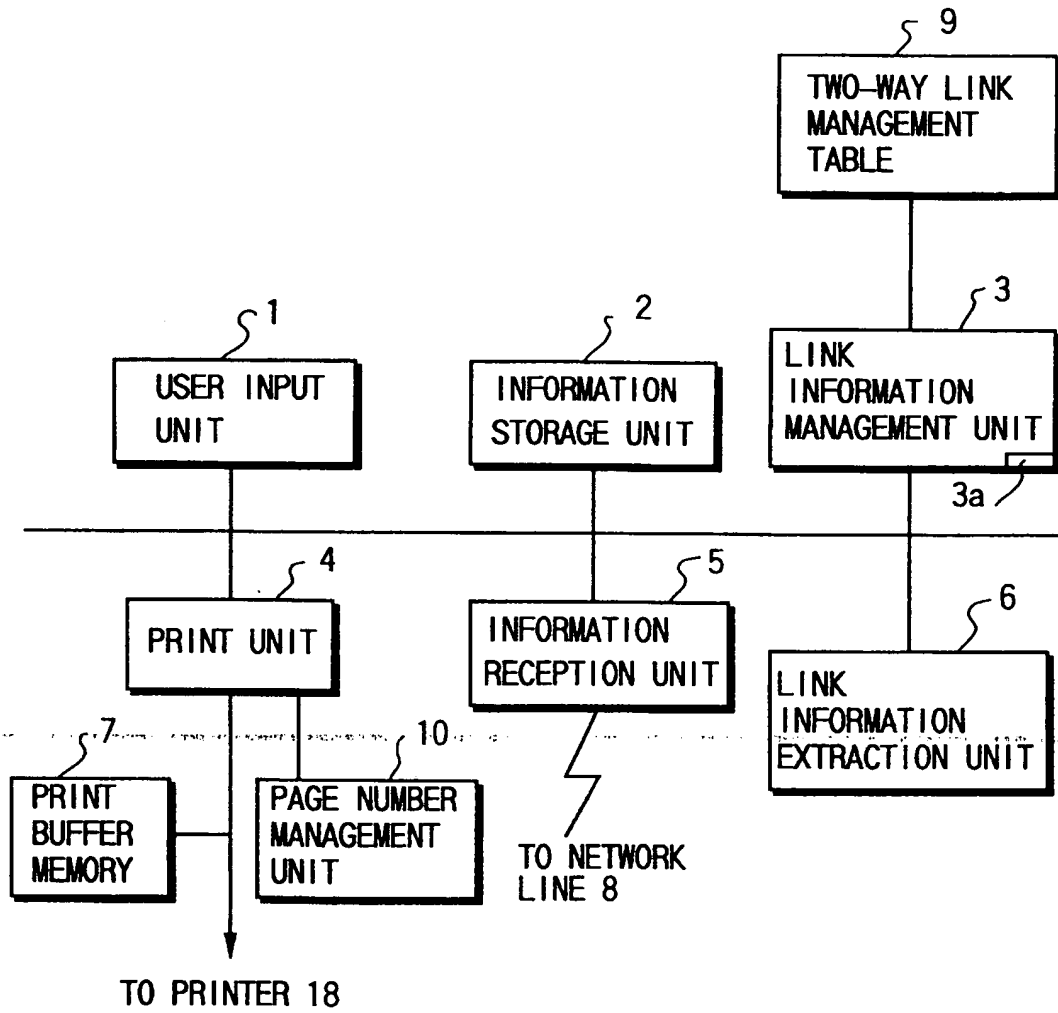 9
TWO-WAY LINK
MANAGEMENT
TABLE
1
USER INPUT
UNIT
2
INFORMATION
STORAGE UNIT
3
LINK
INFORMATION
MANAGEMENT UNIT
3a
4
PRINT UNIT
5
INFORMATION
RECEPTION UNIT
6
LINK
INFORMATION
EXTRACTION UNIT
7
PRINT
BUFFER
MEMORY
10
PAGE NUMBER
MANAGEMENT
UNIT
TO NETWORK
LINE 8
TO PRINTER 18